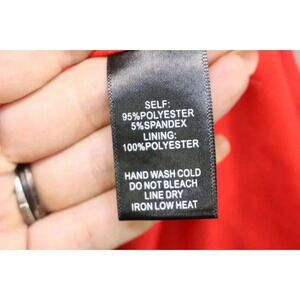 SELF:
95%POLYESTER
5%SPANDEX
LINING:
100%POLYESTER
HAND WASH COLD
DO NOT BLEACH
LINE DRY
IRON LOW HEAT